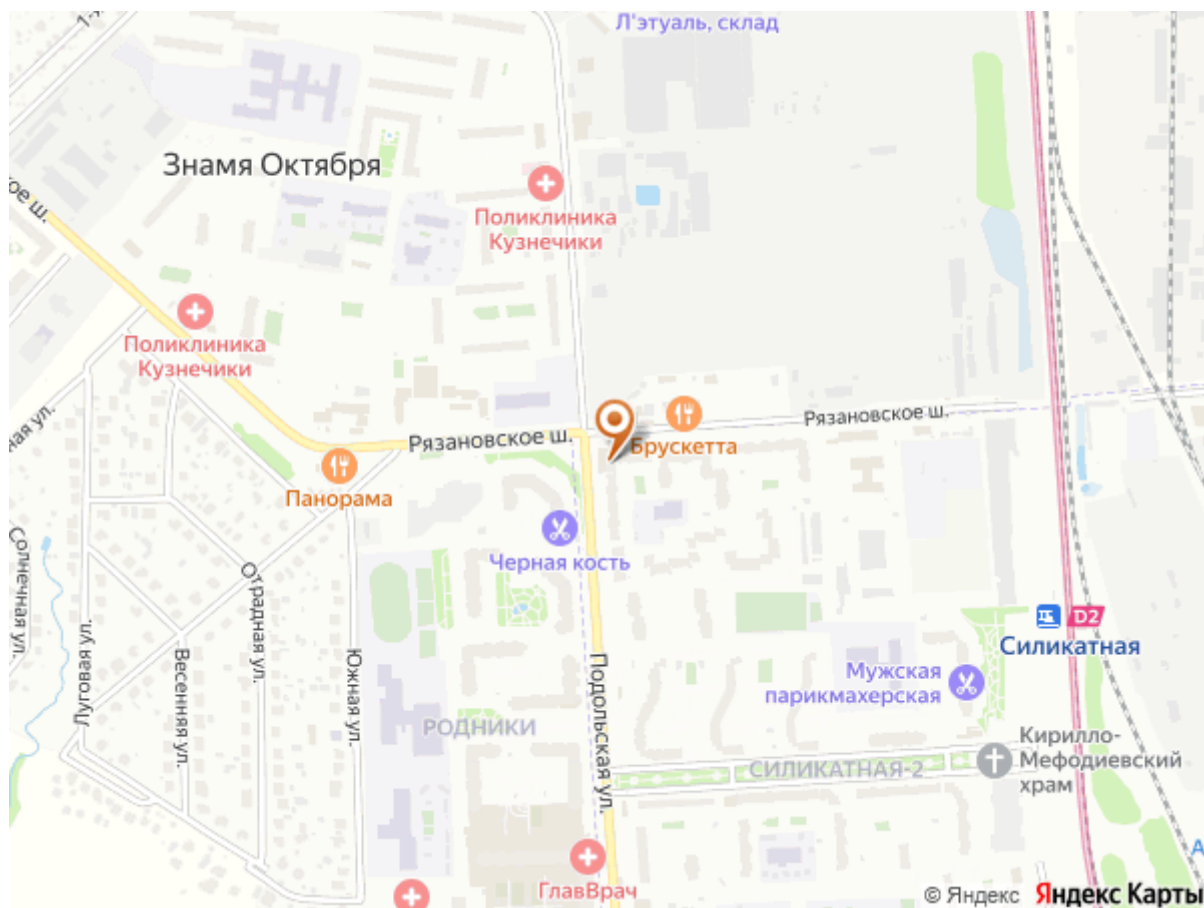 Л'этуаль, склад
Знамя Октября
Поликлиника
Кузнечики
ое ш.
Поликлиника
Кузнечики
Рязановское ш.
Рязановское ш.
Брускетта
Панорама
Черная кость
Солнечная ул.
Отрадная ул.
Луговая ул.
Весенняя ул.
Южная ул.
Подольская ул.
D2
Силикатная
Мужская
парикмахерская
РОДНИКИ
Кирилло-
Мефодиевский
храм
СИЛИКАТНАЯ-2
ГлавВрач
© Яндекс Яндекс Карты